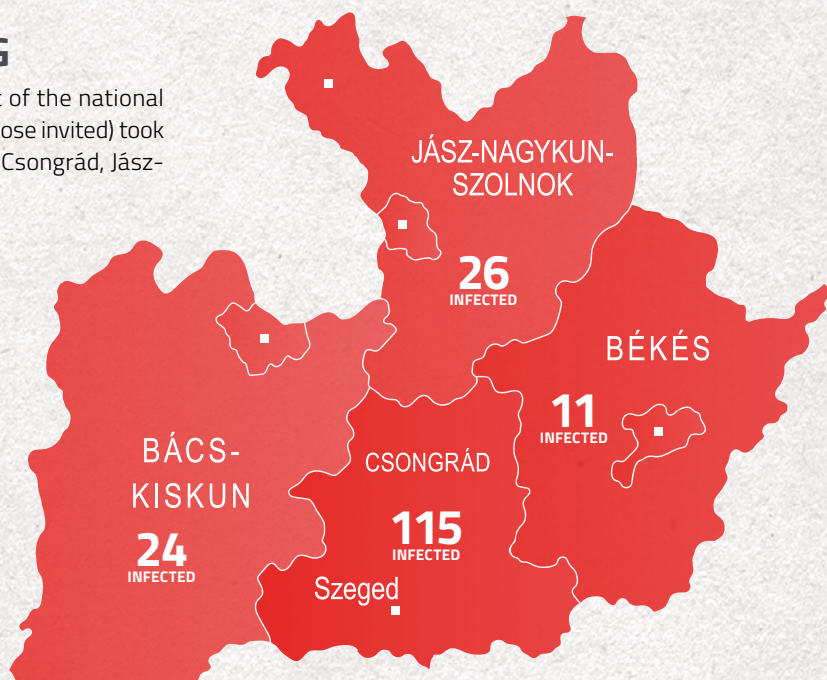 G
of the national
ose invited) took
Csongrád, Jász-
JÁSZ-NAGYKUN-
SZOLNOK
26
INFECTED
BÉKÉS
11
INFECTED
BÁCS-
KISKUN
24
INFECTED
CSONGRÁD
115
INFECTED
Szeged